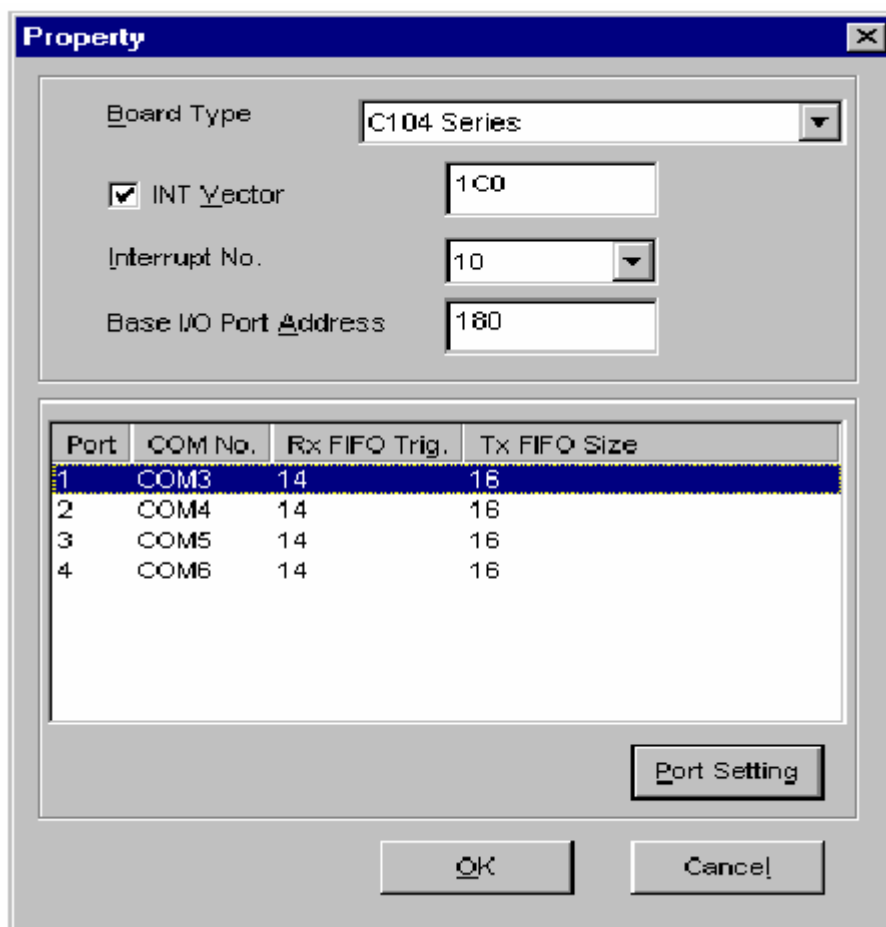 Property
Board Type C104 Series
INT Vector 1C0
Interrupt No. 10
Base I/O Port Address 180
Port COM No. Rx FIFO Trig. Tx FIFO Size
1 COM3 14 16
2 COM4 14 16
3 COM5 14 16
4 COM6 14 16
Port Setting
OK Cancel